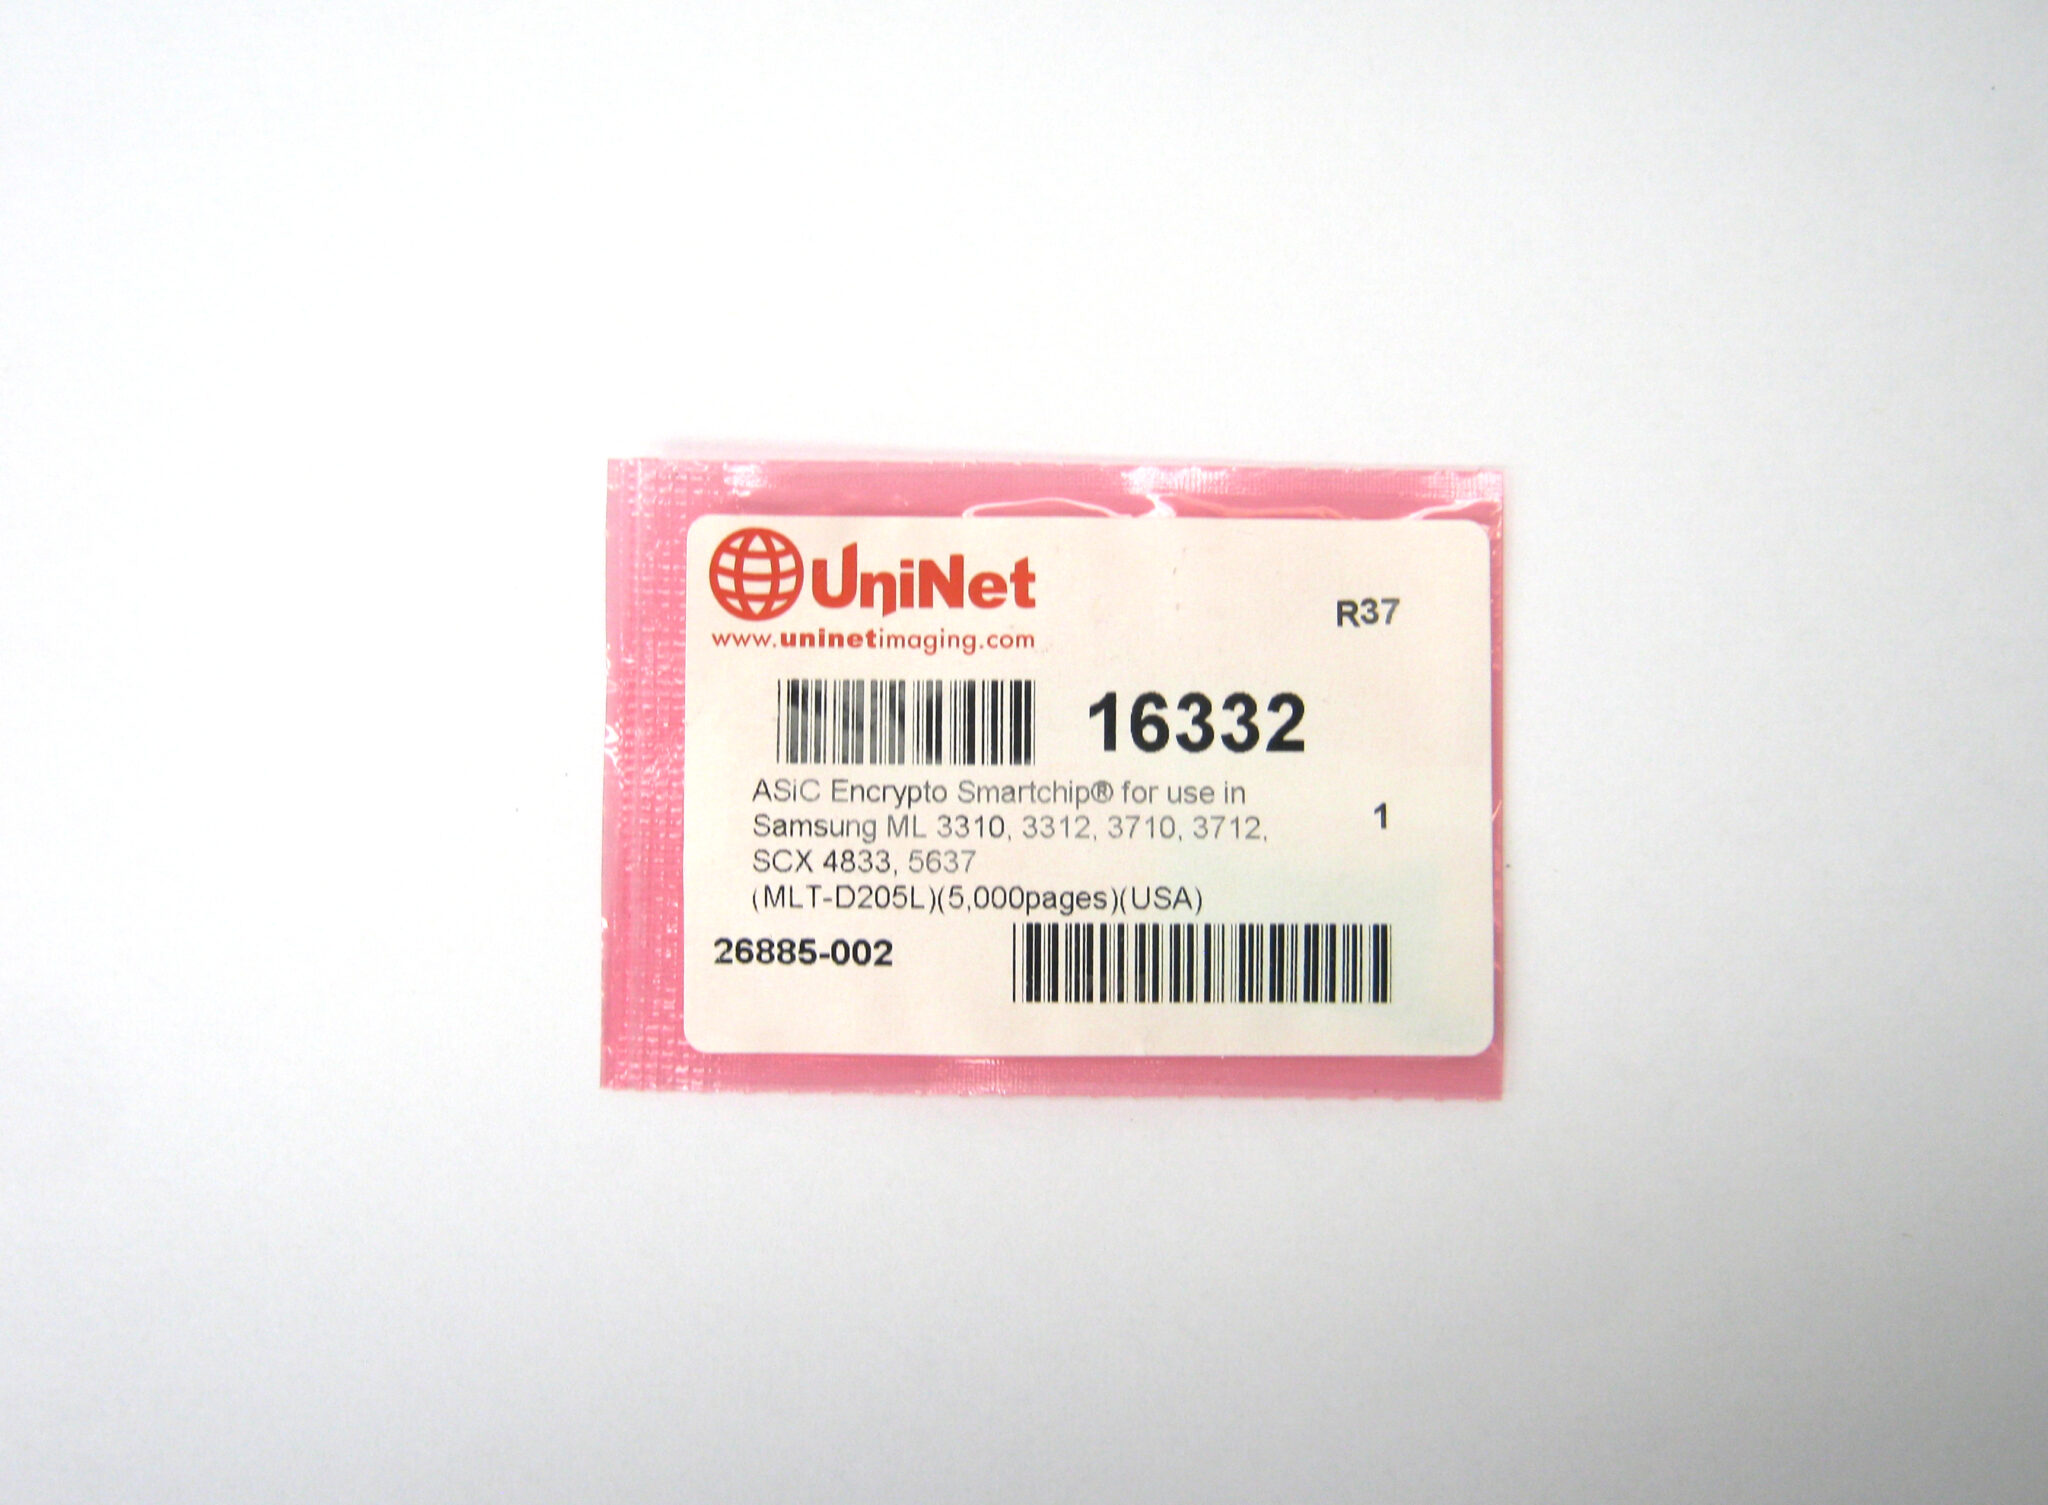 UniNet
www.uninetimaging.com
R37
16332
ASiC Encrypto Smartchip® for use in
Samsung ML 3310, 3312, 3710, 3712,
SCX 4833, 5637
(MLT-D205L)(5,000pages)(USA)
1
26885-002